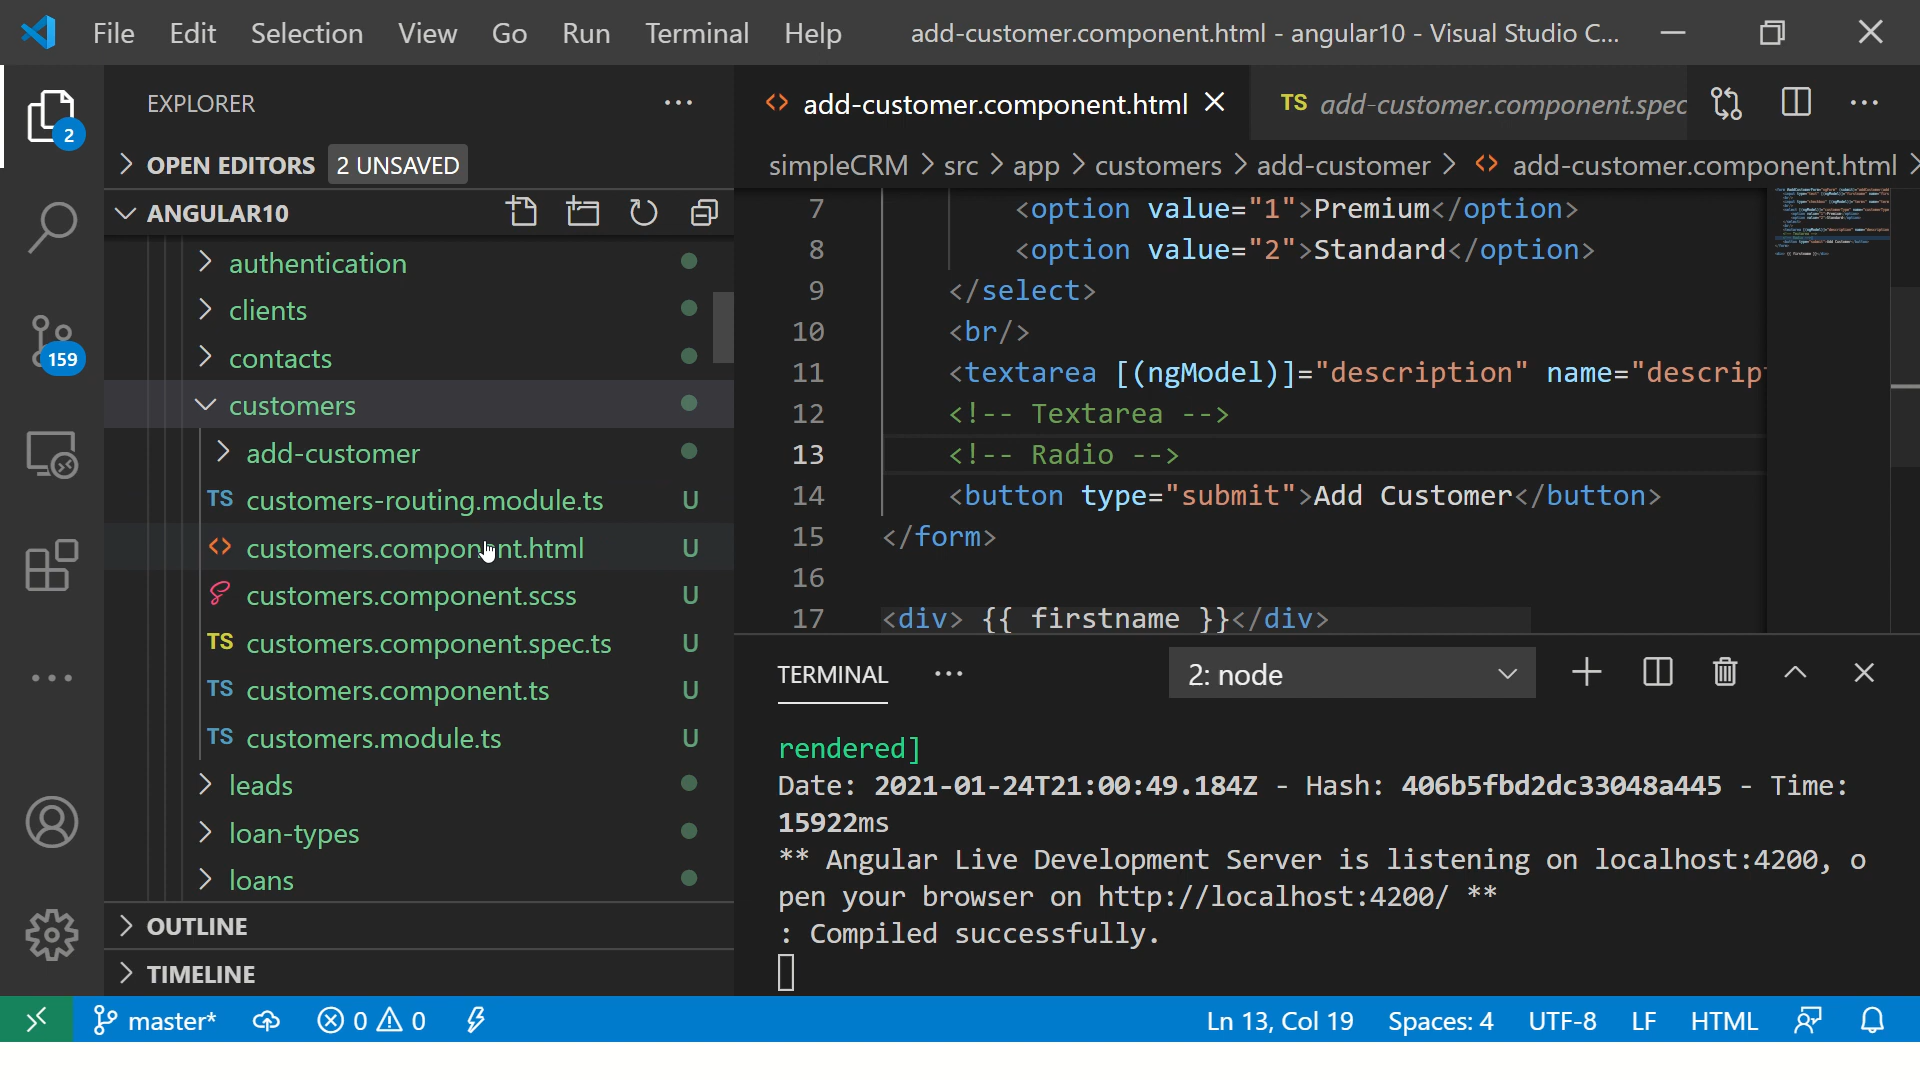 File Edit Selection View Go Run Terminal Help add-customer.component.html - angular10 - Visual Studio C...
EXPLORER
2
OPEN EDITORS 2 UNSAVED
ANGULAR10
authentication
clients
contacts
159
customers
add-customer
TS customers-routing.module.ts U
<> customers.component.html U
customers.component.scss U
TS customers.component.spec.ts U
TS customers.component.ts U
TS customers.module.ts U
leads
loan-types
loans
OUTLINE
TIMELINE
<> add-customer.component.html TS add-customer.component.spec
simpleCRM > src > app > customers > add-customer > <> add-customer.component.html >
7 <option value="1">Premium</option>
8 <option value="2">Standard</option>
9 </select>
10 <br/>
11 <textarea [(ngModel)]="description" name="descrip
12 <!-- Textarea -->
13 <!-- Radio -->
14 <button type="submit">Add Customer</button>
15 </form>
16
17 <div> {{ firstname }}</div>
TERMINAL ... 2: node
rendered]
Date: 2021-01-24T21:00:49.184Z - Hash: 406b5fbd2dc33048a445 - Time:
15922ms
** Angular Live Development Server is listening on localhost:4200, o
pen your browser on http://localhost:4200/ **
: Compiled successfully.
master* 0 0 Ln 13, Col 19 Spaces: 4 UTF-8 LF HTML